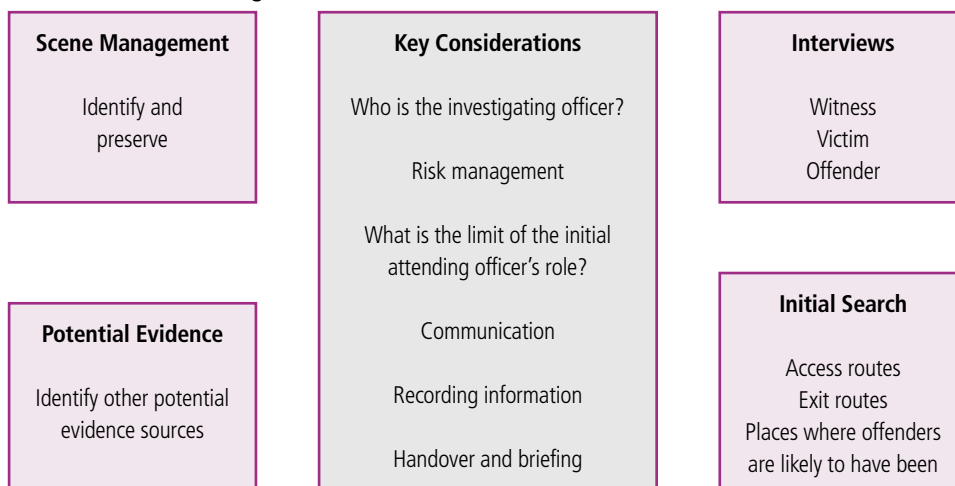 Scene Management
Identify and
preserve
Potential Evidence
Identify other potential
evidence sources
Key Considerations
Who is the investigating officer?
Risk management
What is the limit of the initial
attending officer's role?
Communication
Recording information
Handover and briefing
Interviews
Witness
Victim
Offender
Initial Search
Access routes
Exit routes
Places where offenders
are likely to have been